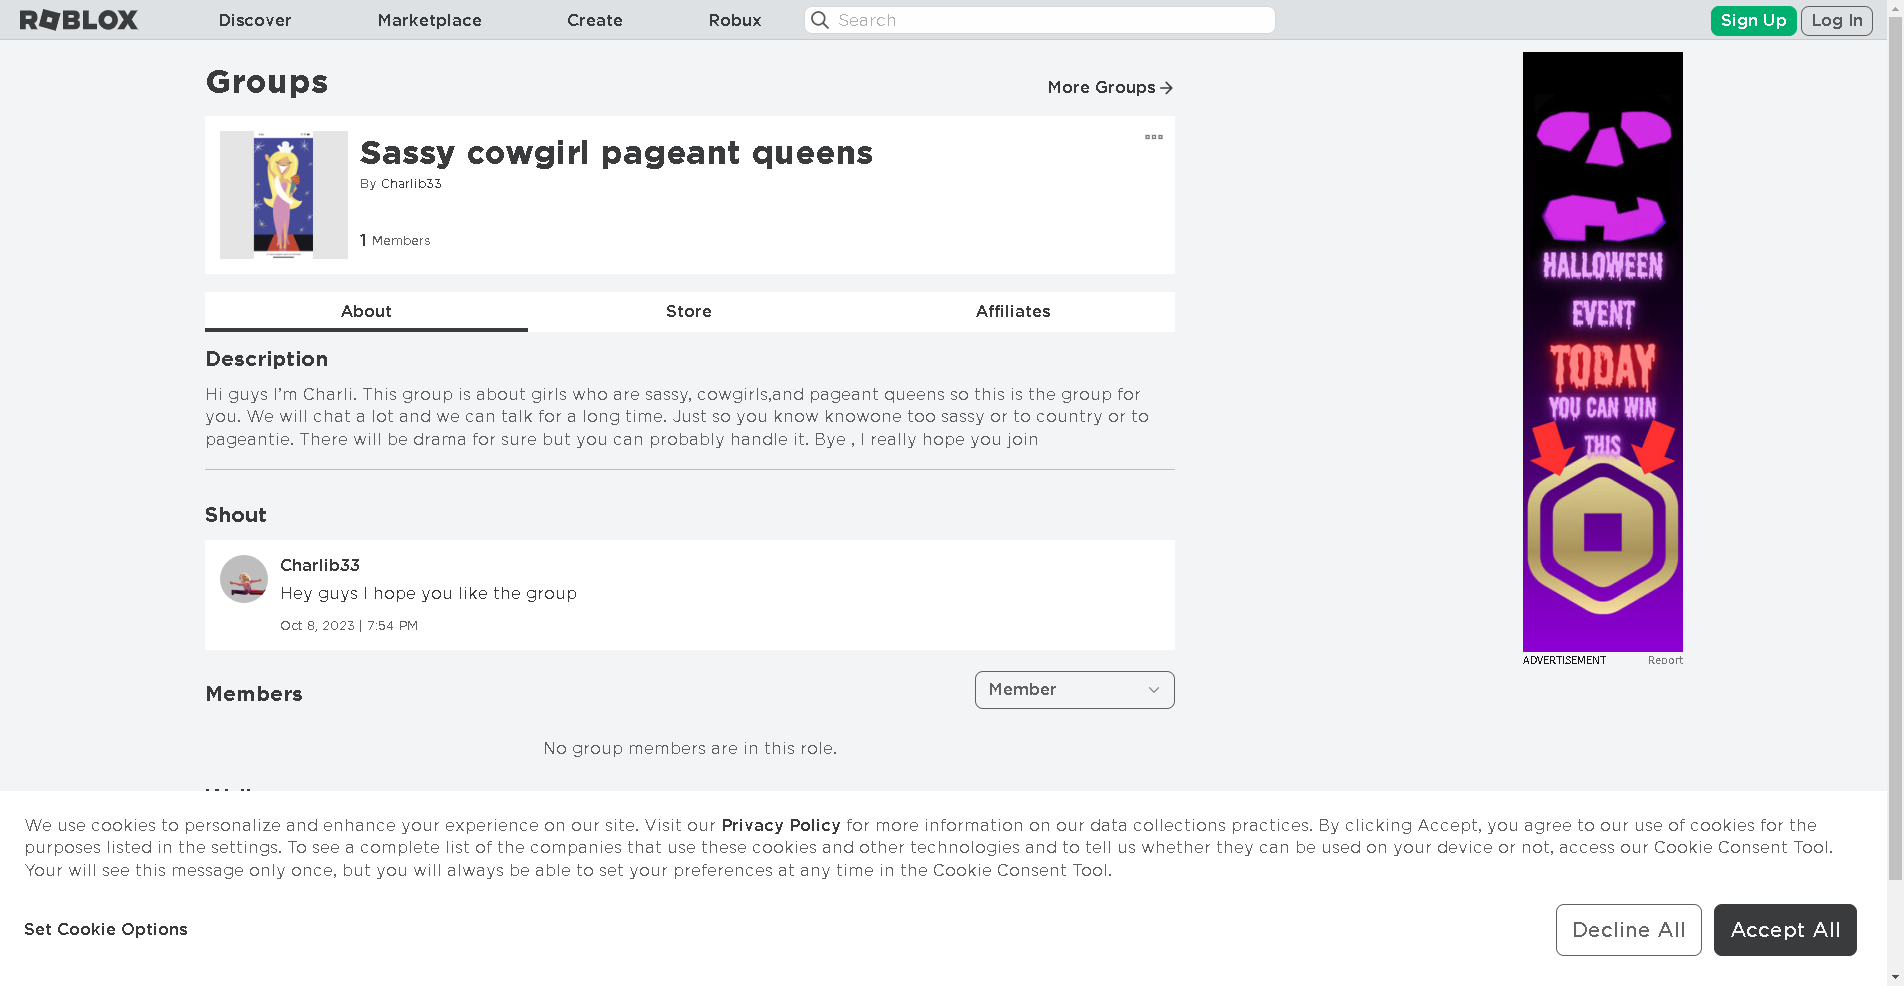 ROBLOX
Discover
Marketplace
Create
Robux
Search
Sign Up
Log In
Groups
More Groups
Sassy cowgirl pageant queens
By Charlib33
1 Members
About
Store
Affiliates
Description
Hi guys I'm Charli. This group is about girls who are sassy, cowgirls,and pageant queens so this is the group for
you. We will chat a lot and we can talk for a long time. Just so you know knowone too sassy or to country or to
pageantie. There will be drama for sure but you can probably handle it. Bye , I really hope you join
Shout
Charlib33
Hey guys I hope you like the group
Oct 8, 2023 | 7:54 PM
Members
Member
No group members are in this role.
HALLOWEEN
EVENT
TODAY
YOU CAN WIN
THIS
ADVERTISEMENT
Report
We use cookies to personalize and enhance your experience on our site. Visit our Privacy Policy for more information on our data collections practices. By clicking Accept, you agree to our use of cookies for the
purposes listed in the settings. To see a complete list of the companies that use these cookies and other technologies and to tell us whether they can be used on your device or not, access our Cookie Consent Tool.
Your will see this message only once, but you will always be able to set your preferences at any time in the Cookie Consent Tool.
Set Cookie Options
Decline All
Accept All